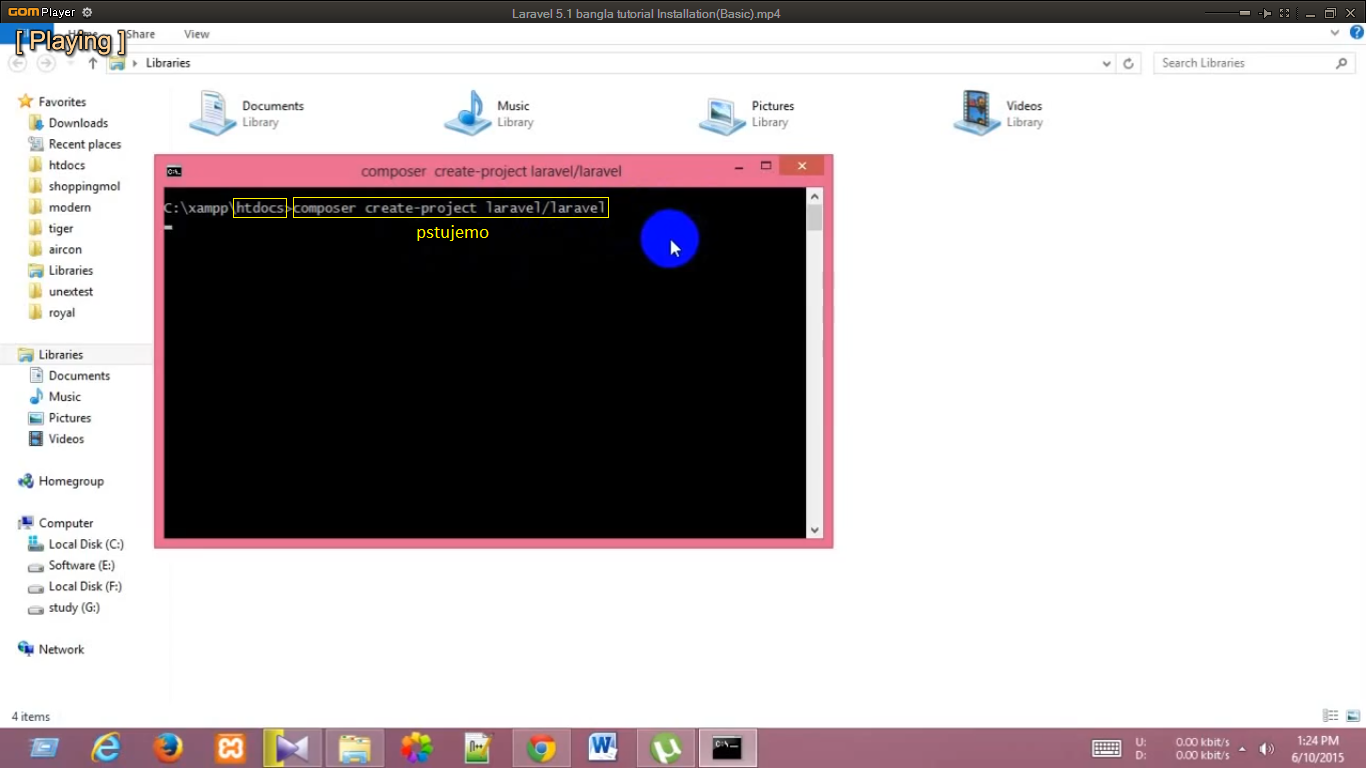 GOM Player
Laravel 5.1 bangla tutorial Installation(Basic).mp4
[ Playing ]
Home
Share
View
Libraries
Search Libraries
Favorites
Downloads
Recent places
htdocs
shoppingmol
modern
tiger
aircon
Libraries
unextest
royal
Libraries
Documents
Music
Pictures
Videos
Homegroup
Computer
Local Disk (C:)
Software (E:)
Local Disk (F:)
study (G:)
Network
Documents
Library
Music
Library
Pictures
Library
Videos
Library
C:\.
composer create-project laravel/laravel
C:\xampp\htdocs>composer create-project laravel/laravel
pstujemo
4 items
U: 0.00 kbit/s
D: 0.00 kbit/s
1:24 PM
6/10/2015